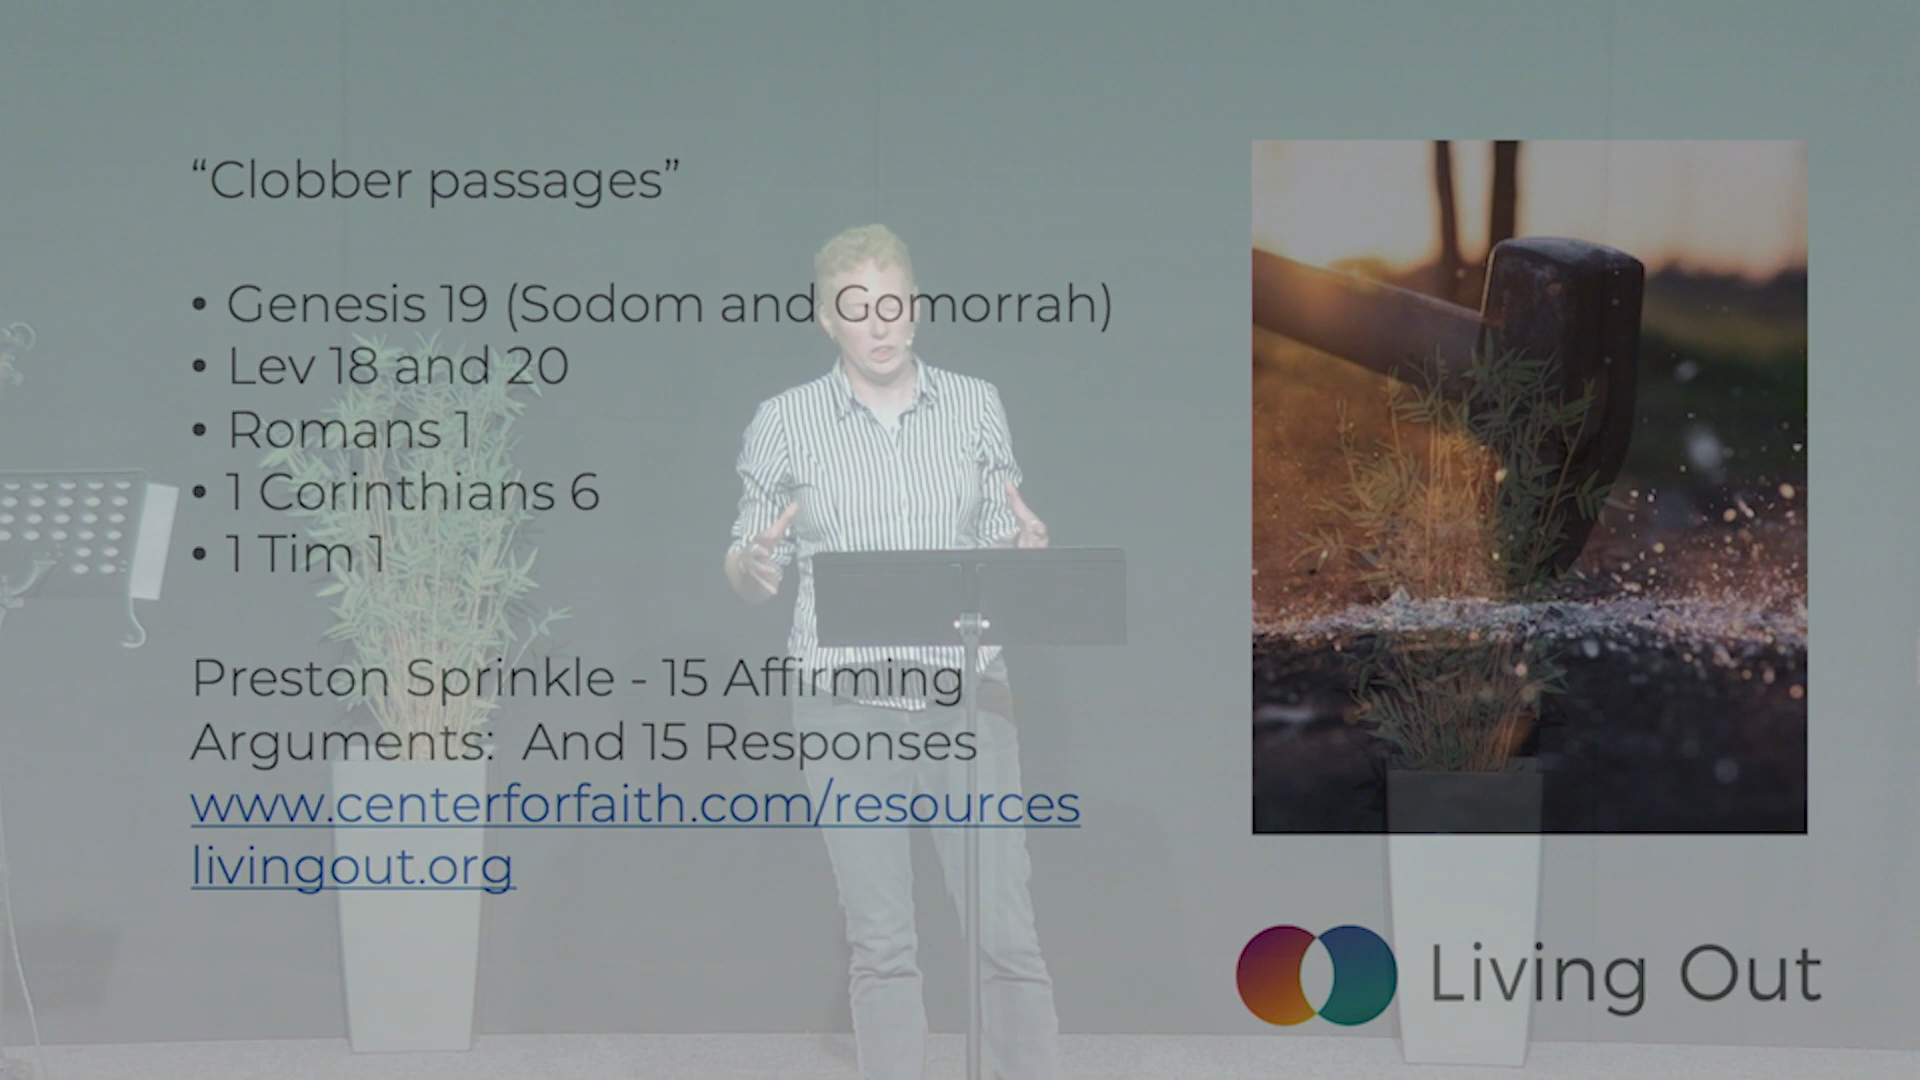 “Clobber passages”
• Genesis 19 (Sodom and Gomorrah)
• Lev 18 and 20
• Romans 1
• 1 Corinthians 6
• 1 Tim 1
Preston Sprinkle - 15 Affirming
Arguments:  And 15 Responses
www.centerforfaith.com/resources
livingout.org
Living Out